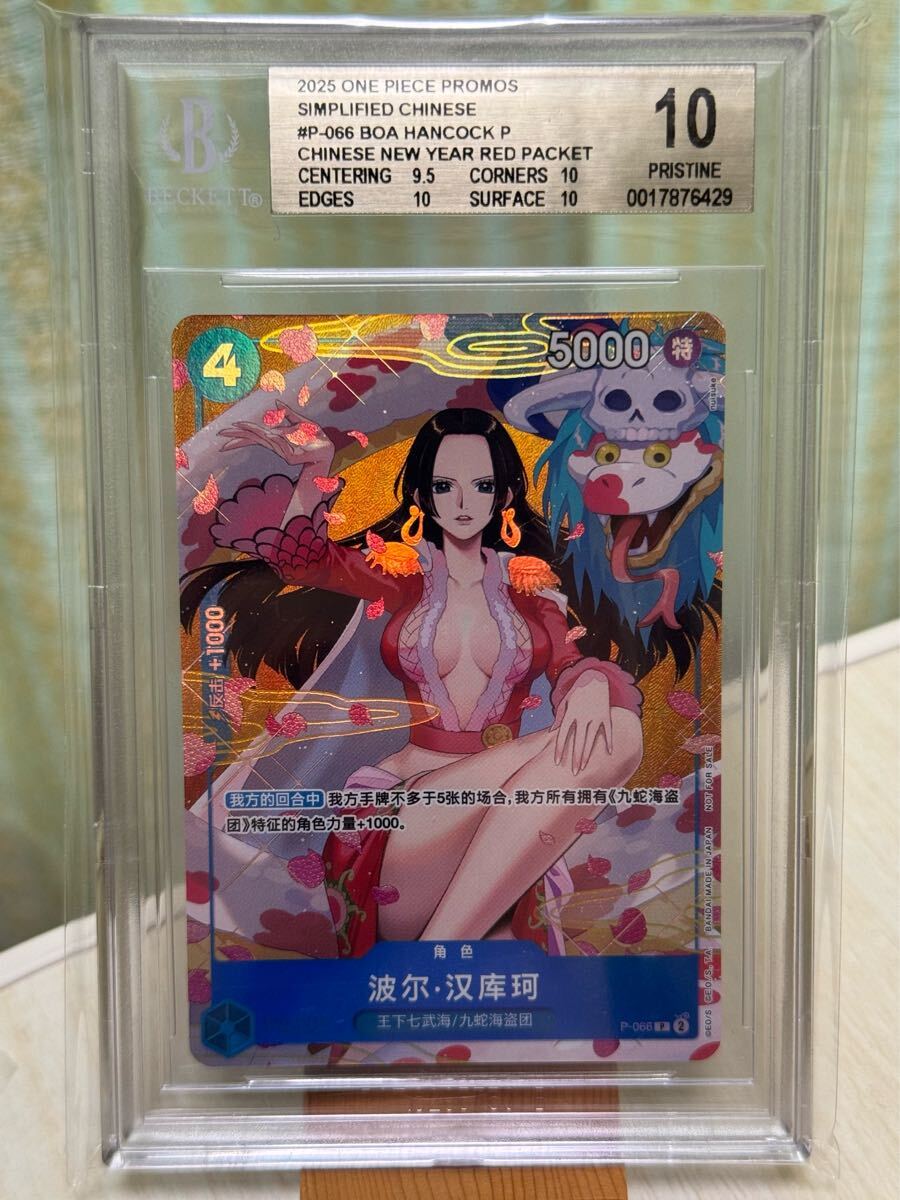 B
BECKETT®
2025 ONE PIECE PROMOS
SIMPLIFIED CHINESE
#P-066 BOA HANCOCK P
CHINESE NEW YEAR RED PACKET
CENTERING 9.5 CORNERS 10
EDGES 10 SURFACE 10
10
PRISTINE
0017876429
4
5000
特
反击 +1000
我方的回合中 我方手牌不多于5张的场合,我方所有拥有《九蛇海盗
团》特征的角色力量+1000。
角色
波尔·汉库珂
王下七武海/九蛇海盗团
P-066 P 2
BANDAI MADE IN JAPAN NOT FOR SALE